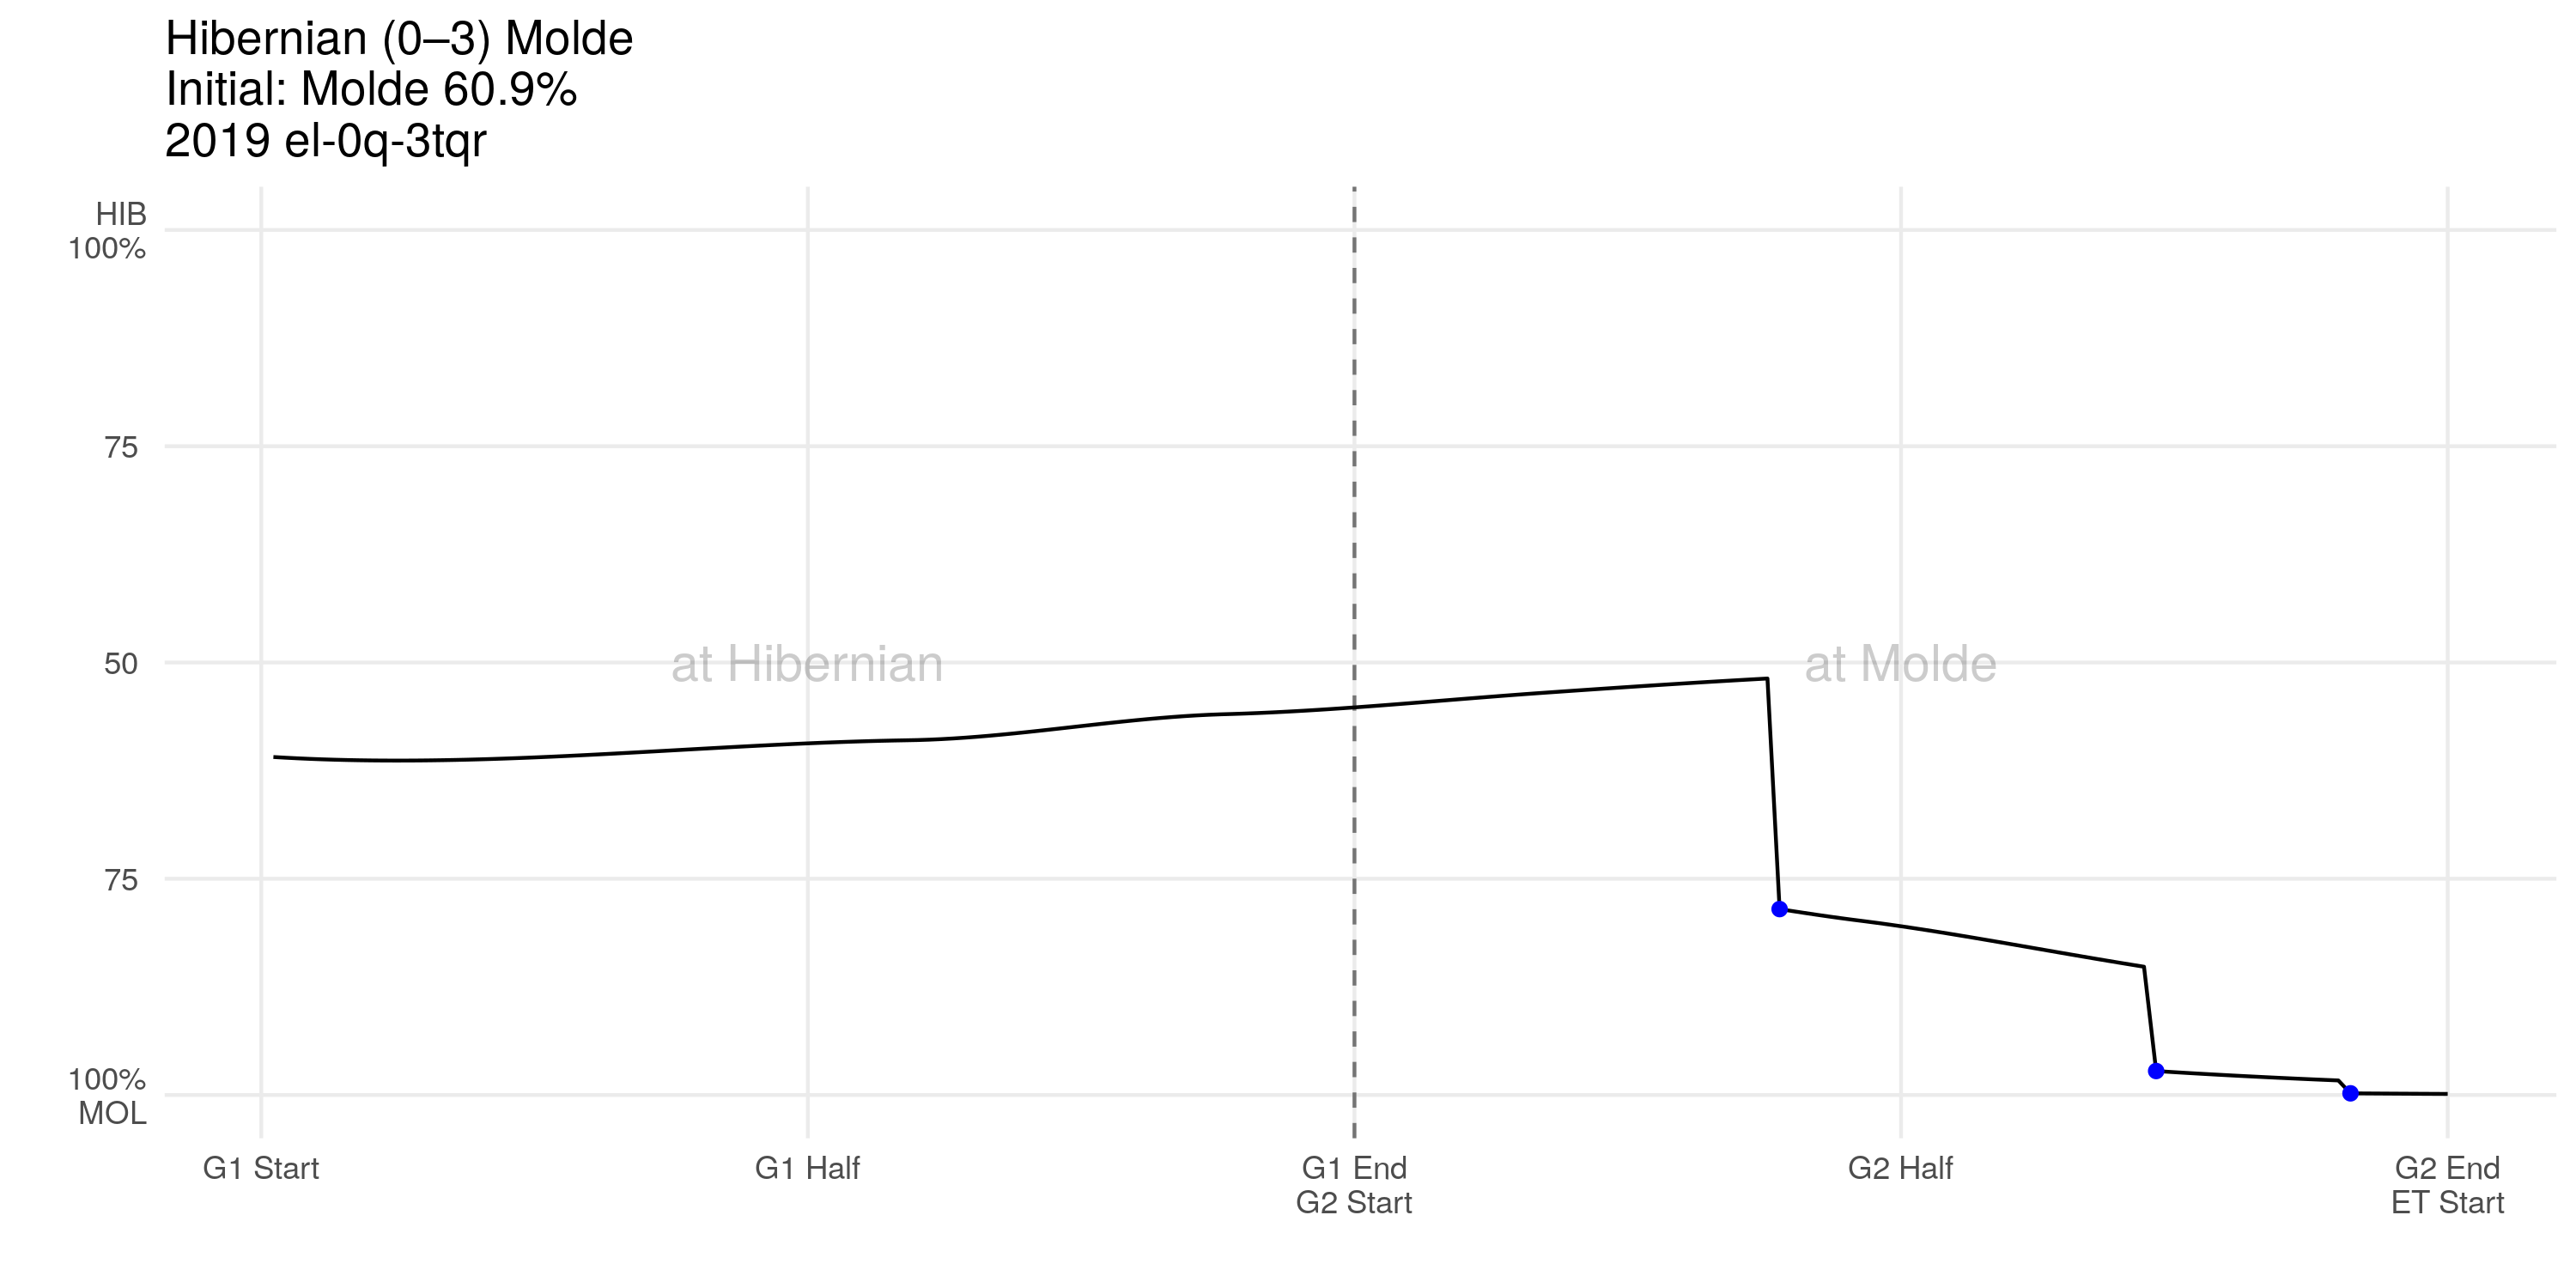 Hibernian (0–3) Molde
Initial: Molde 60.9%
2019 el-0q-3tqr
HIB
100%
75
50
75
100%
MOL
at Hibernian
at Molde
G1 Start
G1 Half
G1 End
G2 Start
G2 Half
G2 End
ET Start